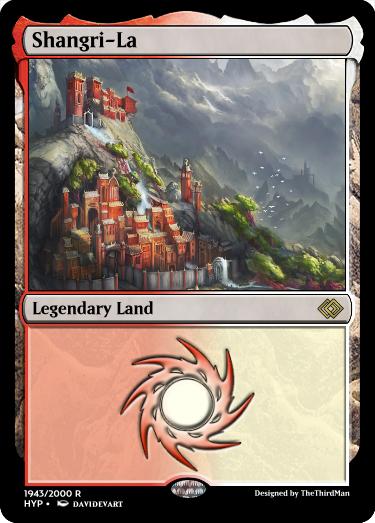 Shangri-La
Legendary Land
1943/2000 R
HYP • DAVIDEVART
Designed by TheThirdMan